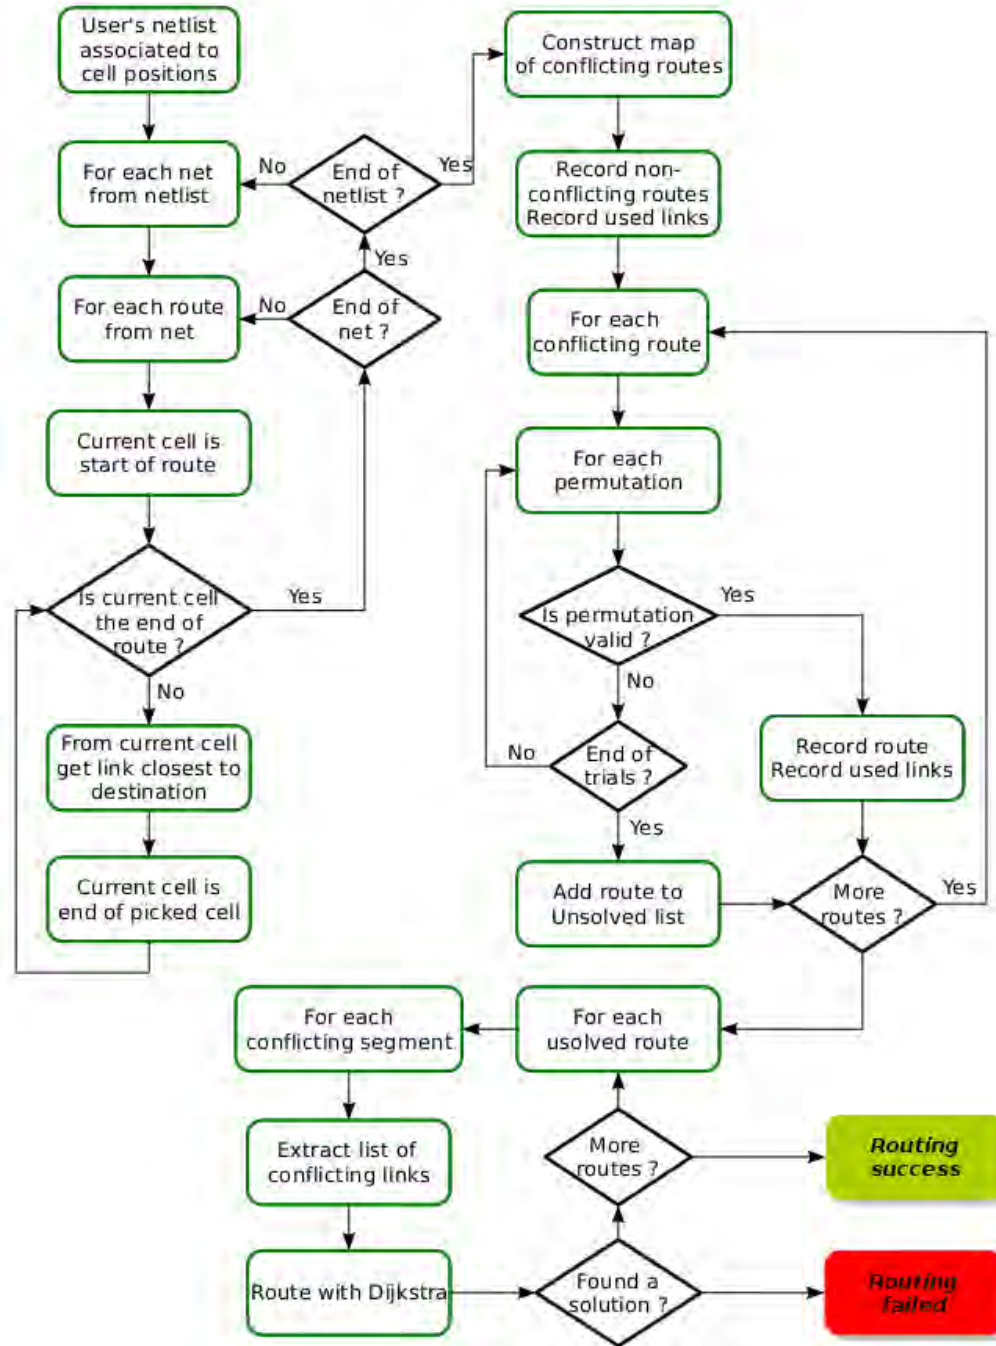 User's netlist
associated to
cell positions
For each net
from netlist
No
End of
netlist ?
Yes
Yes
For each route
from net
No
End of
net ?
Current cell is
start of route
Is current cell
the end of
route ?
Yes
No
From current cell
get link closest to
destination
Current cell is
end of picked cell
Construct map
of conflicting routes
Record non-
conflicting routes
Record used links
For each
conflicting route
For each
permutation
Is permutation
valid ?
Yes
No
End of
trials ?
No
Yes
Record route
Record used links
Add route to
Unsolved list
More
routes ?
Yes
For each
usolved route
For each
conflicting segment
Extract list of
conflicting links
Route with Dijkstra
Found a
solution ?
More
routes ?
Routing
success
Routing
failed